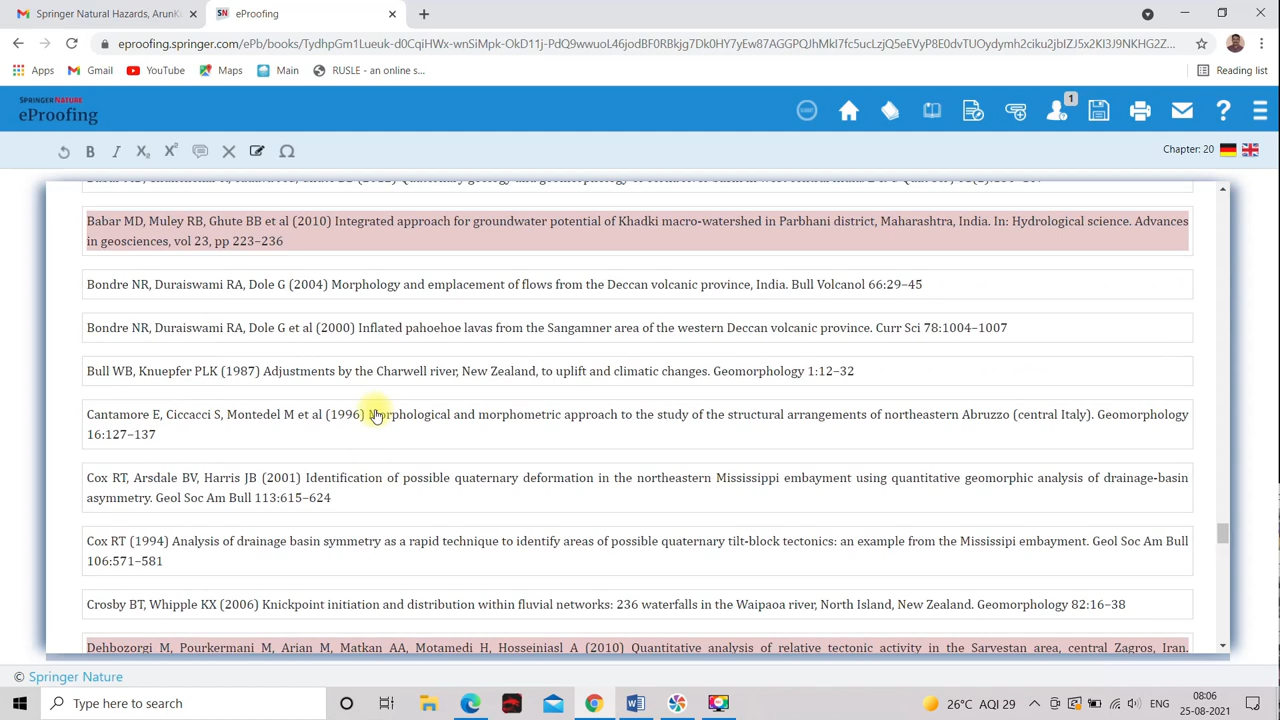 Springer Natural Hazards, ArunK
SN eProofing
eproofing.springer.com/ePb/books/
Apps Gmail YouTube Maps Main RUSLE - an online s... Reading list
SPRINGER NATURE
eProofing
SUBMIT
1
Chapter: 20
Babar MD, Muley RB, Ghute BB et al (2010) Integrated approach for groundwater potential of Khadki macro-watershed in Parbhani district, Maharashtra, India. In: Hydrological science. Advances
in geosciences, vol 23, pp 223–236
Bondre NR, Duraiswami RA, Dole G (2004) Morphology and emplacement of flows from the Deccan volcanic province, India. Bull Volcanol 66:29–45
Bondre NR, Duraiswami RA, Dole G et al (2000) Inflated pahoehoe lavas from the Sangamner area of the western Deccan volcanic province. Curr Sci 78:1004–1007
Bull WB, Knuepfer PLK (1987) Adjustments by the Charwell river, New Zealand, to uplift and climatic changes. Geomorphology 1:12–32
Cantamore E, Ciccacci S, Montedel M et al (1996) Morphological and morphometric approach to the study of the structural arrangements of northeastern Abruzzo (central Italy). Geomorphology
16:127–137
Cox RT, Arsdale BV, Harris JB (2001) Identification of possible quaternary deformation in the northeastern Mississippi embayment using quantitative geomorphic analysis of drainage-basin
asymmetry. Geol Soc Am Bull 113:615–624
Cox RT (1994) Analysis of drainage basin symmetry as a rapid technique to identify areas of possible quaternary tilt-block tectonics: an example from the Mississipi embayment. Geol Soc Am Bull
106:571–581
Crosby BT, Whipple KX (2006) Knickpoint initiation and distribution within fluvial networks: 236 waterfalls in the Waipaoa river, North Island, New Zealand. Geomorphology 82:16–38
Dehbozorgi M, Pourkermani M, Arian M, Matkan AA, Motamedi H, Hosseiniasl A (2010) Quantitative analysis of relative tectonic activity in the Sarvestan area, central Zagros, Iran.
© Springer Nature
Type here to search
26°C AQI 29
ENG
08:06
25-08-2021